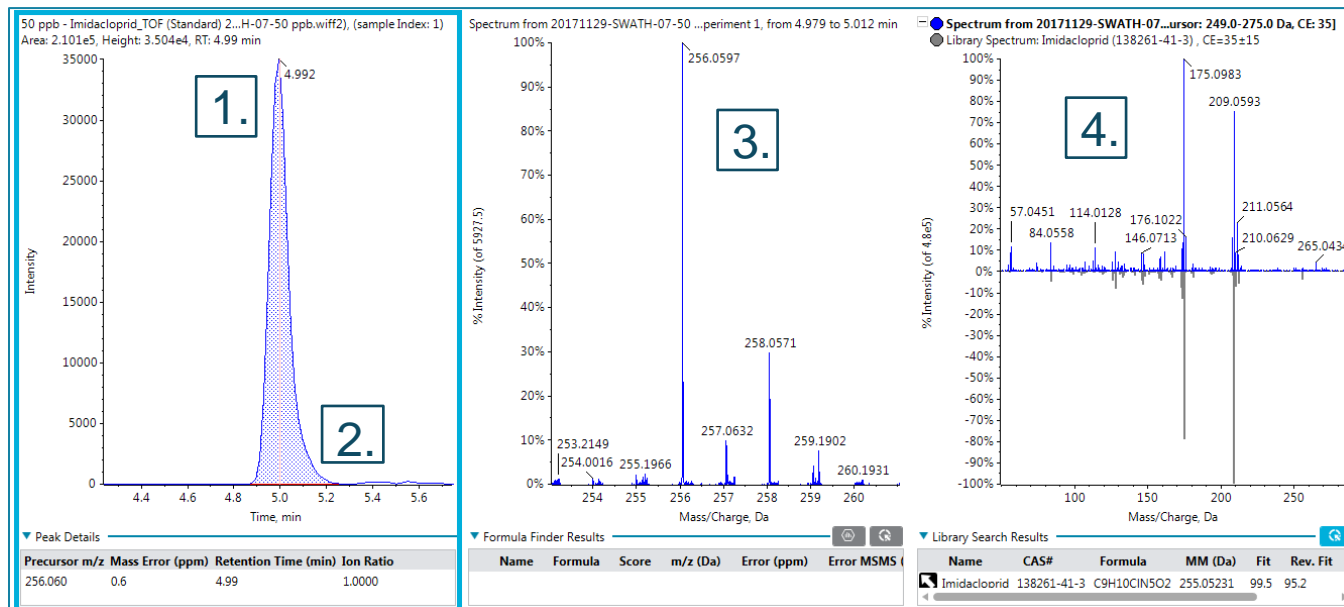 50 ppb - Imidacloprid_TOF (Standard) 2...H-07-50 ppb.wiff2), (sample Index: 1)
Area: 2.101e5, Height: 3.504e4, RT: 4.99 min
35000
30000
25000
20000
15000
10000
5000
0
Intensity
4.992
1.
2.
4.4 4.6 4.8 5.0 5.2 5.4 5.6
Time, min
Peak Details
Precursor m/z Mass Error (ppm) Retention Time (min) Ion Ratio
256.060 0.6 4.99 1.0000
Spectrum from 20171129-SWATH-07-50 ...periment 1, from 4.979 to 5.012 min
100%
90%
80%
70%
60%
50%
40%
30%
20%
10%
0%
% Intensity (of 5927.5)
256.0597
3.
258.0571
257.0632
259.1902
253.2149
254.0016
255.1966
260.1931
254 255 256 257 258 259 260
Mass/Charge, Da
Formula Finder Results
Name Formula Score m/z (Da) Error (ppm) Error MSMS (
Spectrum from 20171129-SWATH-07...ursor: 249.0-275.0 Da, CE: 35]
Library Spectrum: Imidacloprid (138261-41-3) , CE=35±15
100%
90%
80%
70%
60%
50%
40%
30%
20%
10%
0%
-10%
-20%
-30%
-40%
-50%
-60%
-70%
-80%
-90%
-100%
% Intensity (of 4.8e5)
175.0983
209.0593
4.
57.0451
114.0128
176.1022
211.0564
84.0558
146.0713
210.0629
265.0434
100 150 200 250
Mass/Charge, Da
Library Search Results
Name CAS# Formula MM (Da) Fit Rev. Fit
Imidacloprid 138261-41-3 C9H10ClN5O2 255.05231 99.5 95.2